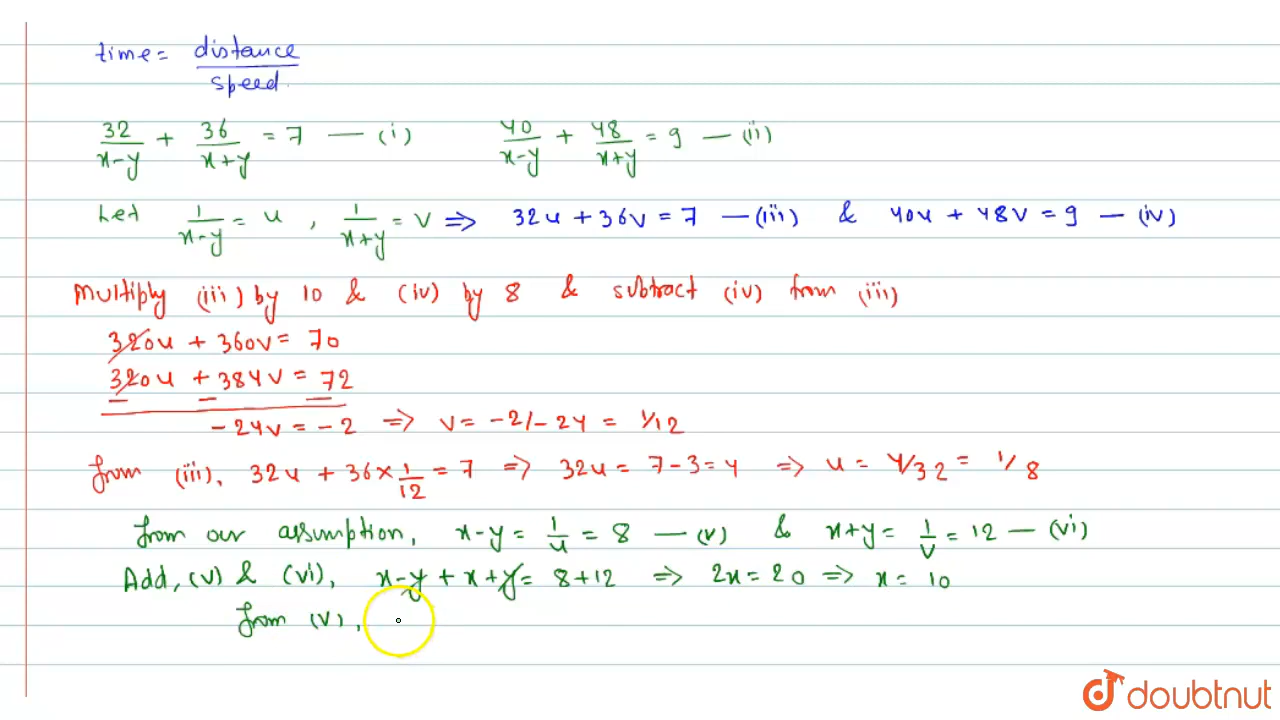 time = distance / speed
32/(x-y) + 36/(x+y) = 7 — (i) 40/(x-y) + 48/(x+y) = 9 — (ii)
Let 1/(x-y) = u , 1/(x+y) = v ⇒ 32u + 36v = 7 — (iii) & 40u + 48v = 9 — (iv)
Multiply (iii) by 10 & (iv) by 8 & subtract (iv) from (iii)
320u + 360v = 70
320u + 384v = 72
- - -
-24v = -2 ⇒ v = -2/-24 = 1/12
from (iii), 32u + 36 × 1/12 = 7 ⇒ 32u = 7-3 = 4 ⇒ u = 4/32 = 1/8
from our assumption, x-y = 1/u = 8 — (v) & x+y = 1/v = 12 — (vi)
Add, (v) & (vi), x-y + x+y = 8+12 ⇒ 2x = 20 ⇒ x = 10
from (v),
doubtnut